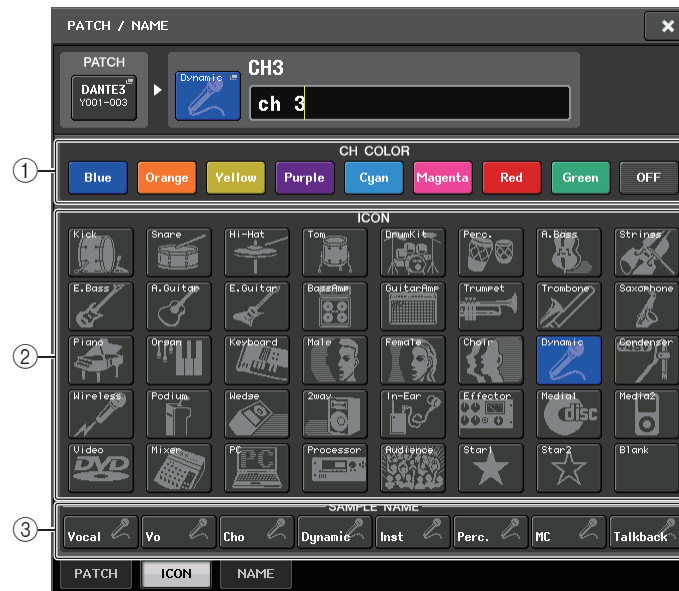 PATCH / NAME
PATCH
DANTE3
Y001-003
Dynamic
CH3
ch 3
①
CH COLOR
Blue Orange Yellow Purple Cyan Magenta Red Green OFF
②
ICON
Kick Snare Hi-Hat Tom DrumKit Perc. A.Bass Strings
E.Bass A.Guitar E.Guitar BassAmp GuitarAmp Trumpet Trombone Saxophone
Piano Organ Keyboard Male Female Choir Dynamic Condenser
Wireless Podium Wedge 2way In-Ear Effector Media1 Media2
disc
Video Mixer PC Processor Audience Star1 Star2 Blank
DVD PC
③
SAMPLE NAME
Vocal Vo Cho Dynamic Inst Perc. MC Talkback
PATCH ICON NAME